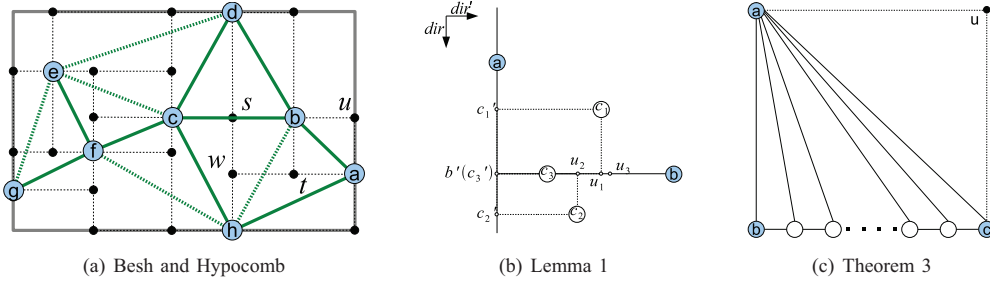 d
e
c
s
b
u
f
w
t
a
g
h
(a) Besh and Hypocomb
dir'
dir
a
c₁'
c₁
b'(c₃')
c₃
u₂
u₁
u₃
b
c₂'
c₂
(b) Lemma 1
a
u
b
c
(c) Theorem 3